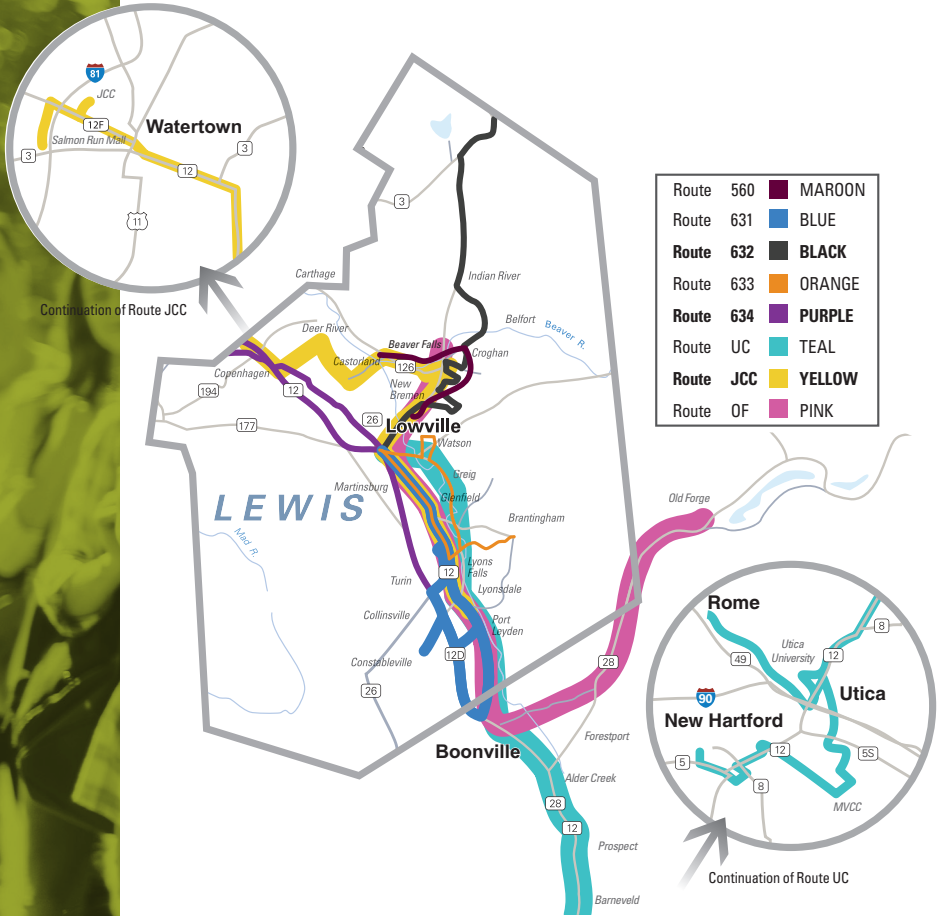 81
JCC
12F
Watertown
Salmon Run Mall
3
3
12
11
Continuation of Route JCC
Route 560 MAROON
Route 631 BLUE
Route 632 BLACK
Route 633 ORANGE
Route 634 PURPLE
Route UC TEAL
Route JCC YELLOW
Route OF PINK
3
Carthage
Indian River
Deer River
Belfort
Beaver R.
Beaver Falls
Castorland
Croghan
126
Copenhagen
New
Bremen
194
12
26
177
Lowville
Watson
Greig
Martinsburg
Glenfield
LEWIS
Brantingham
Old Forge
Mad R.
Lyons
Falls
12
Turin
Lyonsdale
Collinsville
Port
Leyden
12D
Constableville
28
26
Boonville
Forestport
Alder Creek
28
12
Prospect
Barneveld
Rome
8
Utica
University
12
49
90
Utica
New Hartford
12
5S
5
8
MVCC
Continuation of Route UC